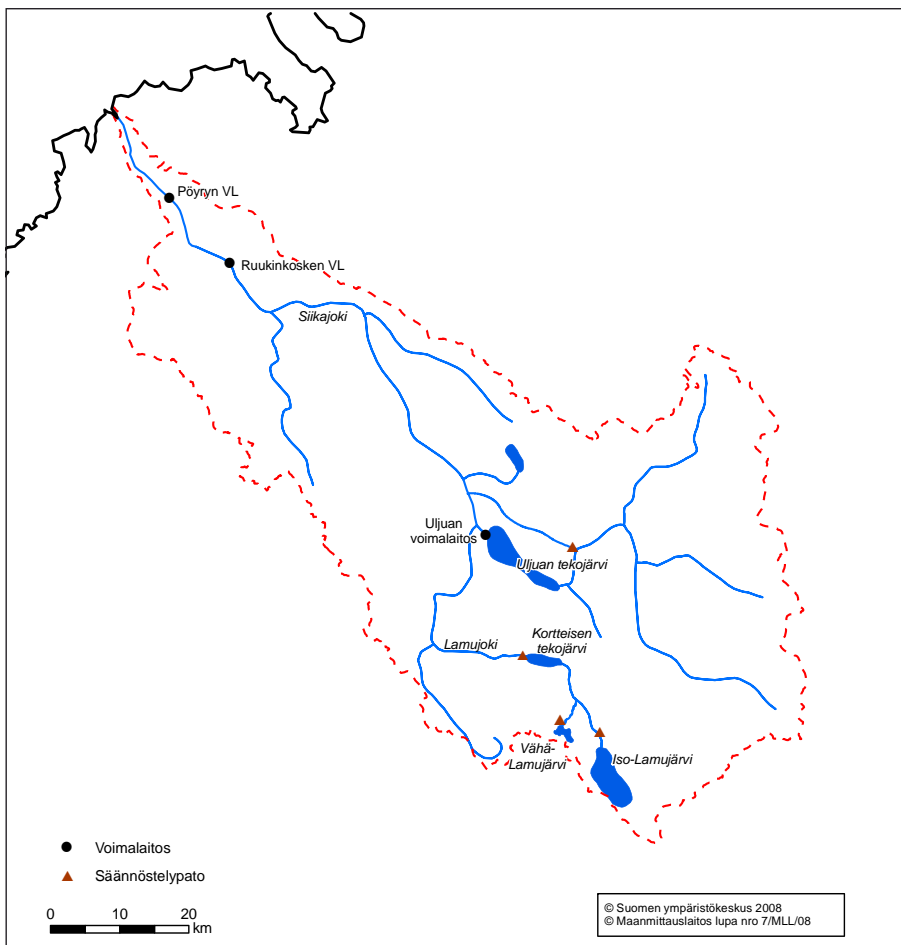 Pöyryn VL
Ruukinkosken VL
Siikajoki
Uljuan
voimalaitos
Uljuan tekojärvi
Kortteisen
tekojärvi
Lamujoki
Vähä-
Lamujärvi
Iso-Lamujärvi
Voimalaitos
Säännöstelypato
0 10 20
km
© Suomen ympäristökeskus 2008
© Maanmittauslaitos lupa nro 7/MLL/08